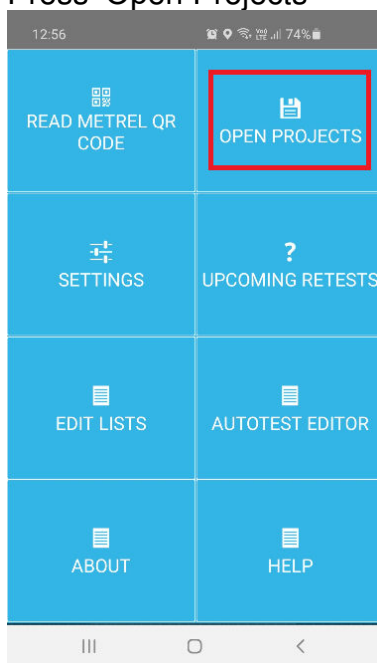 Press 'Open Projects'
12:56 74%
READ METREL QR
CODE
OPEN PROJECTS
SETTINGS
?
UPCOMING RETESTS
EDIT LISTS
AUTOTEST EDITOR
ABOUT
HELP